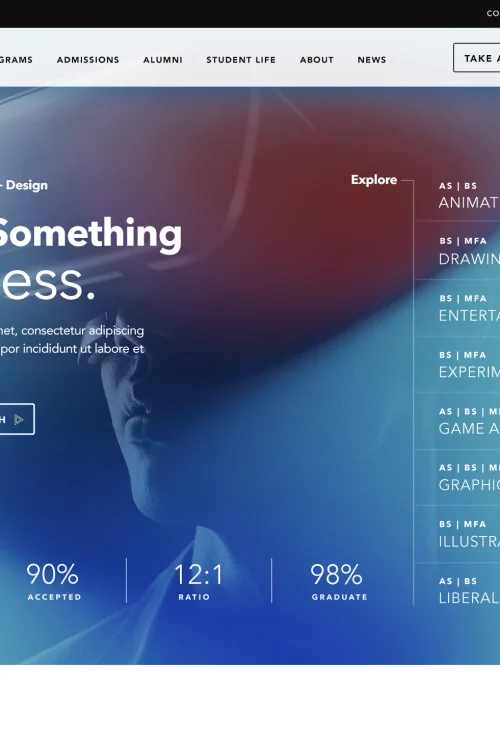 CO
GRAMS ADMISSIONS ALUMNI STUDENT LIFE ABOUT NEWS TAKE A
- Design
Something
ess.
net, consectetur adipiscing
por incididunt ut labore et
H
90%
ACCEPTED
12:1
RATIO
98%
GRADUATE
Explore
AS | BS
ANIMAT
BS | MFA
DRAWIN
BS | MFA
ENTERTA
BS | MFA
EXPERIM
AS | BS | M
GAME A
AS | BS | M
GRAPHIC
BS | MFA
ILLUSTRA
AS | BS
LIBERAL